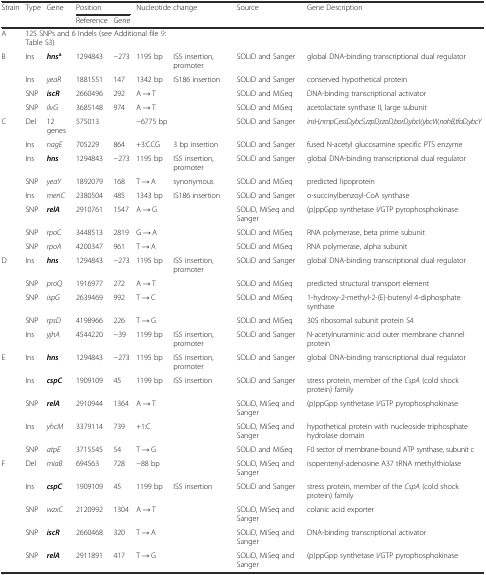 Strain Type Gene Position Nucleotide change Source Gene Description
Reference Gene
A 125 SNPs and 6 Indels (see Additional file 9:
Table S3)
B Ins hnsª 1294843 −273 1195 bp IS5 insertion, promoter SOLiD and Sanger global DNA-binding transcriptional dual regulator
Ins yeaR 1881551 147 1342 bp IS186 insertion SOLiD and Sanger conserved hypothetical protein
SNP iscR 2660496 292 A → T SOLiD and MiSeq DNA-binding transcriptional activator
SNP ilvG 3685148 974 A → T SOLiD and MiSeq acetolactate synthase II, large subunit
C Del 12 genes 575013 −6775 bp SOLiD and Sanger
Ins nagE 705229 864 +3:CCG 3 bp insertion SOLiD and Sanger fused N-acetyl glucosamine specific PTS enzyme
Ins hns 1294843 −273 1195 bp IS5 insertion, promoter SOLiD and Sanger global DNA-binding transcriptional dual regulator
SNP yeaY 1892079 168 T → A synonymous SOLiD and MiSeq predicted lipoprotein
Ins menC 2380504 485 1343 bp IS186 insertion SOLiD and Sanger o-succinylbenzoyl-CoA synthase
SNP relA 2910761 1547 A → G SOLiD, MiSeq and Sanger (p)ppGpp synthetase I/GTP pyrophosphokinase
SNP rpoC 3448513 2819 G → A SOLiD and MiSeq RNA polymerase, beta prime subunit
SNP rpoA 4200347 961 T → A SOLiD and MiSeq RNA polymerase, alpha subunit
D Ins hns 1294843 −273 1195 bp IS5 insertion, promoter SOLiD and Sanger global DNA-binding transcriptional dual regulator
SNP proQ 1916977 272 A → T SOLiD and MiSeq predicted structural transport element
SNP ispG 2639469 992 T → C SOLiD and MiSeq 1-hydroxy-2-methyl-2-(E)-butenyl 4-diphosphate synthase
SNP rpsD 4198966 226 T → G SOLiD and MiSeq 30S ribosomal subunit protein S4
Ins yjhA 4544220 −39 1199 bp IS5 insertion, promoter SOLiD and Sanger N-acetylnuraminic acid outer membrane channel protein
E Ins hns 1294843 −273 1195 bp IS5 insertion, promoter SOLiD and Sanger global DNA-binding transcriptional dual regulator
Ins cspC 1909109 45 1199 bp IS5 insertion SOLiD and Sanger stress protein, member of the CspA (cold shock protein) family
SNP relA 2910944 1364 A → T SOLiD, MiSeq and Sanger (p)ppGpp synthetase I/GTP pyrophosphokinase
Ins yhcM 3379114 739 +1:C SOLiD, MiSeq and Sanger hypothetical protein with nucleoside triphosphate hydrolase domain
SNP atpE 3715545 54 T → G SOLiD and MiSeq F0 sector of membrane-bound ATP synthase, subunit c
F Del miaB 694563 728 −88 bp SOLiD, MiSeq and Sanger isopentenyl-adenosine A37 tRNA methylthiolase
Ins cspC 1909109 45 1199 bp IS5 insertion SOLiD and Sanger stress protein, member of the CspA (cold shock protein) family
SNP wzxC 2120992 1304 A → T SOLiD, MiSeq and Sanger colanic acid exporter
SNP iscR 2660468 320 T → A SOLiD, MiSeq and Sanger DNA-binding transcriptional activator
SNP relA 2911891 417 T → G SOLiD, MiSeq and Sanger (p)ppGpp synthetase I/GTP pyrophosphokinase